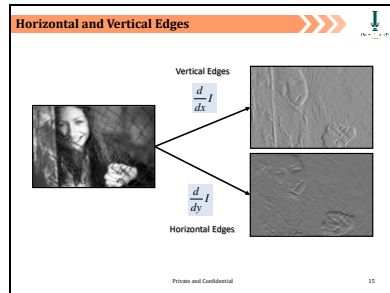 Horizontal and Vertical Edges
Vertical Edges
d
dx I
d
dy I
Horizontal Edges
Private and Confidential
15